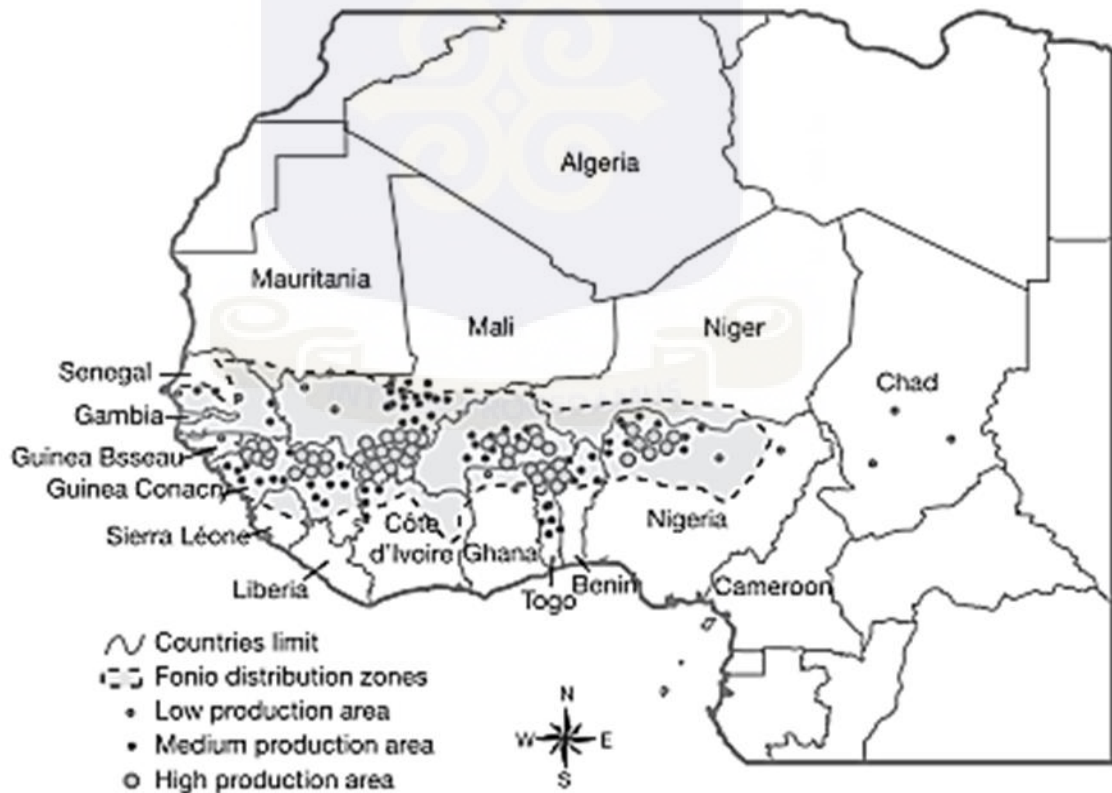 Algeria
Mauritania
Mali
Niger
Chad
Senegal
Gambia
Guinea Bsseau
Guinea Conacry
Sierra Léone
Liberia
Côte
d'Ivoire
Ghana
Togo
Benin
Nigeria
Cameroon
Countries limit
Fonio distribution zones
Low production area
Medium production area
High production area
N
W E
S